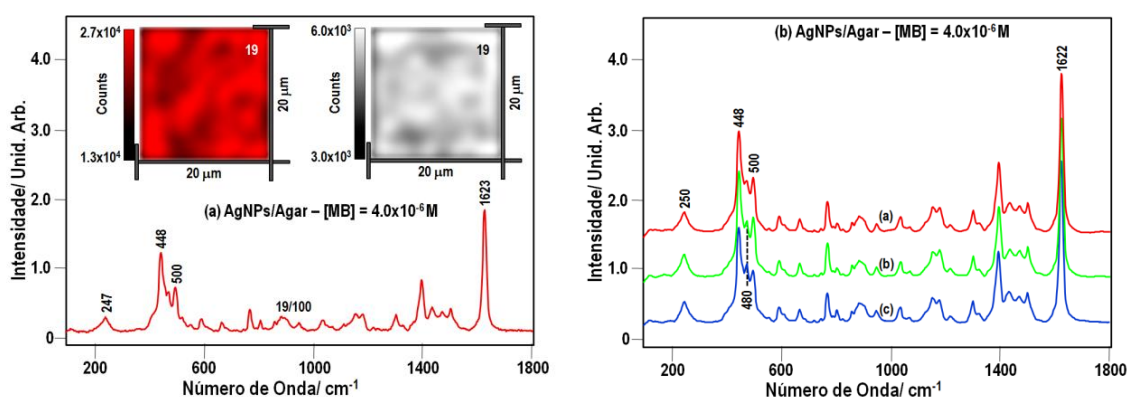 2.7x10⁴
Counts
1.3x10⁴
19
20 µm
20 µm
6.0x10³
Counts
3.0x10³
19
20 µm
20 µm
(a) AgNPs/Agar – [MB] = 4.0x10⁻⁶ M
247
448
500
19/100
1623
Intensidade/ Unid. Arb.
4.0
3.0
2.0
1.0
0
200
600
1000
1400
1800
Número de Onda/ cm⁻¹
(b) AgNPs/Agar – [MB] = 4.0x10⁻⁶ M
250
448
500
480
1622
(a)
(b)
(c)
Intensidade/ Unid. Arb.
4.0
3.0
2.0
1.0
0
200
600
1000
1400
1800
Número de Onda/ cm⁻¹